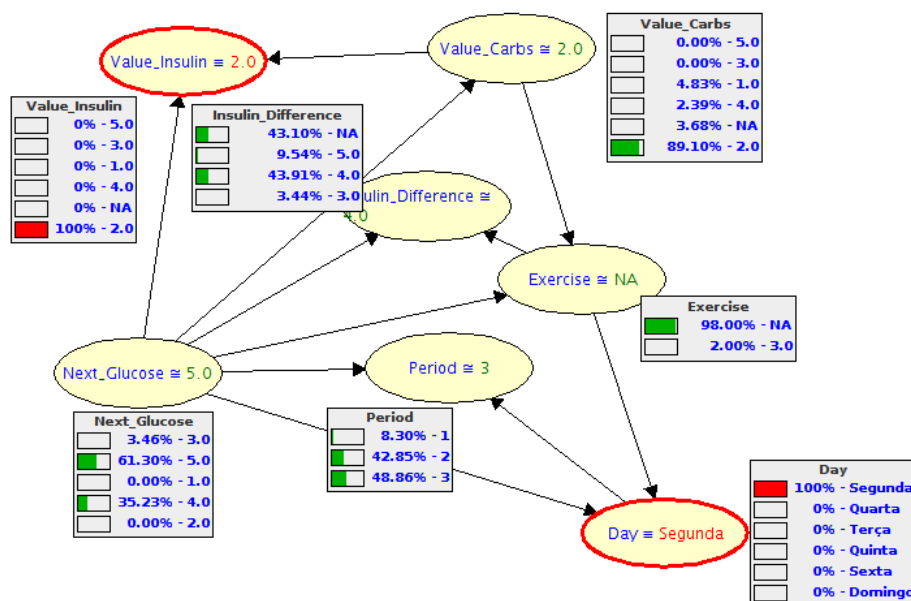 Value_Insulin ≡ 2.0
Value_Carbs ≅ 2.0
Value_Carbs
0.00% - 5.0
0.00% - 3.0
4.83% - 1.0
2.39% - 4.0
3.68% - NA
89.10% - 2.0
Value_Insulin
0% - 5.0
0% - 3.0
0% - 1.0
0% - 4.0
0% - NA
100% - 2.0
Insulin_Difference
43.10% - NA
9.54% - 5.0
43.91% - 4.0
3.44% - 3.0
ulin_Difference ≅
4.0
Exercise ≅ NA
Exercise
98.00% - NA
2.00% - 3.0
Next_Glucose ≅ 5.0
Period ≅ 3
Next_Glucose
3.46% - 3.0
61.30% - 5.0
0.00% - 1.0
35.23% - 4.0
0.00% - 2.0
Period
8.30% - 1
42.85% - 2
48.86% - 3
Day ≡ Segunda
Day
100% - Segunda
0% - Quarta
0% - Terça
0% - Quinta
0% - Sexta
0% - Domingo